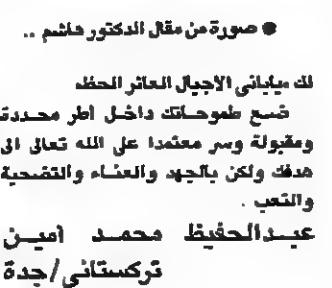 ● صورة من مقال الدكتور هاشم ..
لك ياباني الاجيال العاثر الحظ،
ضع طموحاتك داخل اطر محددة
ومقبولة وسر معتمدا على الله تعالى الى
هدفك ولكن بالجهد والعناء والتضحية
والتعب .
عبدالحفيظ محمد امين
تركستاني/جدة